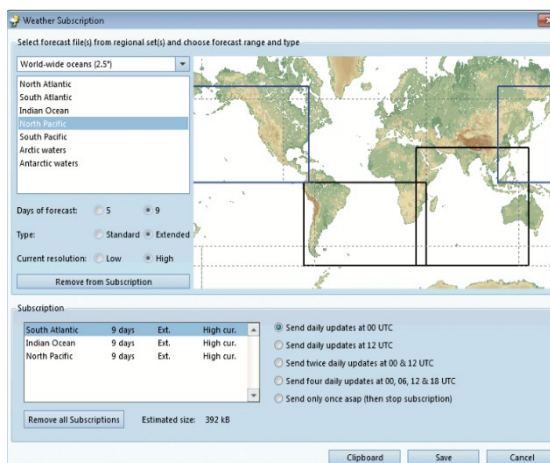 Weather Subscription
Select forecast file(s) from regional set(s) and choose forecast range and type
World-wide oceans (2.5°)
North Atlantic
South Atlantic
Indian Ocean
North Pacific
South Pacific
Arctic waters
Antarctic waters
Days of forecast: 5 9
Type: Standard Extended
Current resolution: Low High
Remove from Subscription
Subscription
South Atlantic 9 days Ext. High cur.
Indian Ocean 9 days Ext. High cur.
North Pacific 9 days Ext. High cur.
Remove all Subscriptions Estimated size: 392 kB
Send daily updates at 00 UTC
Send daily updates at 12 UTC
Send twice daily updates at 00 & 12 UTC
Send four daily updates at 00, 06, 12 & 18 UTC
Send only once asap (then stop subscription)
Clipboard Save Cancel